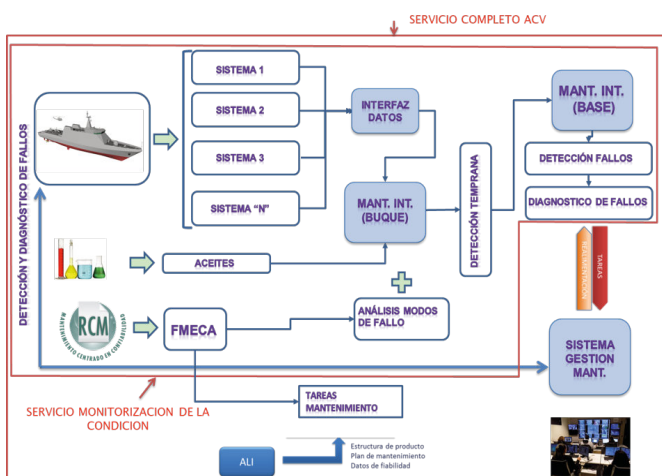 SERVICIO COMPLETO ACV
DETECCIÓN Y DIAGNÓSTICO DE FALLOS
SISTEMA 1
SISTEMA 2
SISTEMA 3
SISTEMA “N”
INTERFAZ
DATOS
MANT. INT.
(BUQUE)
DETECCIÓN TEMPRANA
MANT. INT.
(BASE)
DETECCIÓN FALLOS
DIAGNOSTICO DE FALLOS
ACEITES
MANTENIMIENTO CENTRADO EN CONFIABILIDAD
RCM
FMECA
ANÁLISIS MODOS
DE FALLO
REALIMENTACIÓN
TAREAS
SISTEMA
GESTION
MANT.
SERVICIO MONITORIZACION DE LA
CONDICION
TAREAS
MANTENIMIENTO
ALI
Estructura de producto
Plan de mantenimiento
Datos de fiabilidad